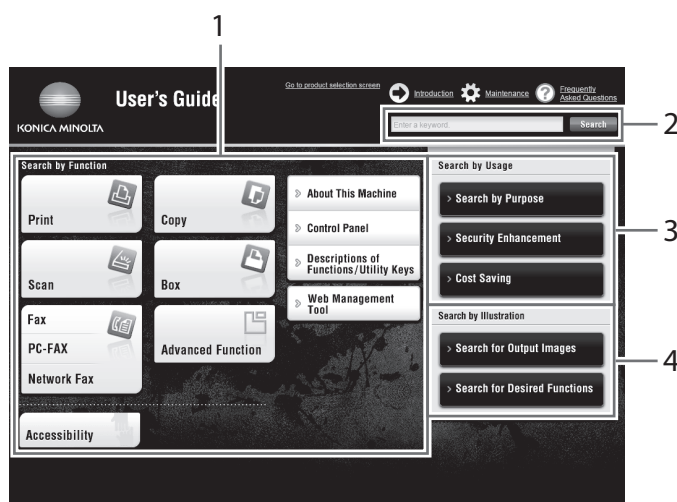 1
Go to product selection screen
Introduction
Maintenance
Frequently
Asked Questions
User's Guide
KONICA MINOLTA
Enter a keyword.
Search
2
Search by Function
Print
Copy
Scan
Box
Fax
PC-FAX
Network Fax
Advanced Function
Accessibility
About This Machine
Control Panel
Descriptions of
Functions/Utility Keys
Web Management
Tool
Search by Usage
Search by Purpose
Security Enhancement
Cost Saving
3
Search by Illustration
Search for Output Images
Search for Desired Functions
4